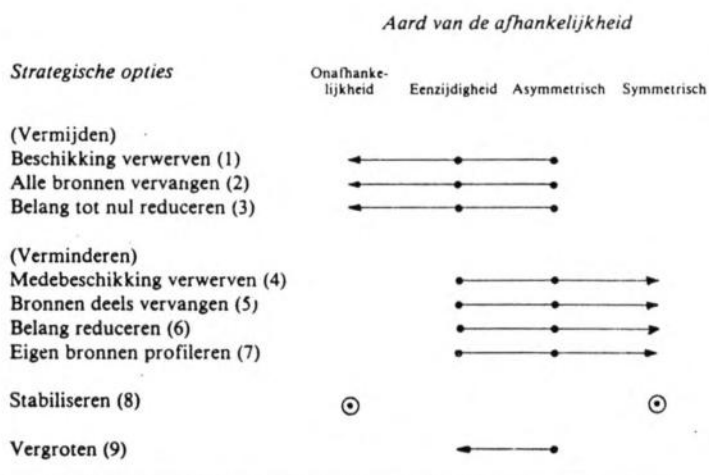 Aard van de afhankelijkheid
Strategische opties
Onafhanke-
lijkheid Eenzijdigheid Asymmetrisch Symmetrisch
(Vermijden)
Beschikking verwerven (1)
Alle bronnen vervangen (2)
Belang tot nul reduceren (3)
(Verminderen)
Medebeschikking verwerven (4)
Bronnen deels vervangen (5)
Belang reduceren (6)
Eigen bronnen profileren (7)
Stabiliseren (8)
Vergroten (9)